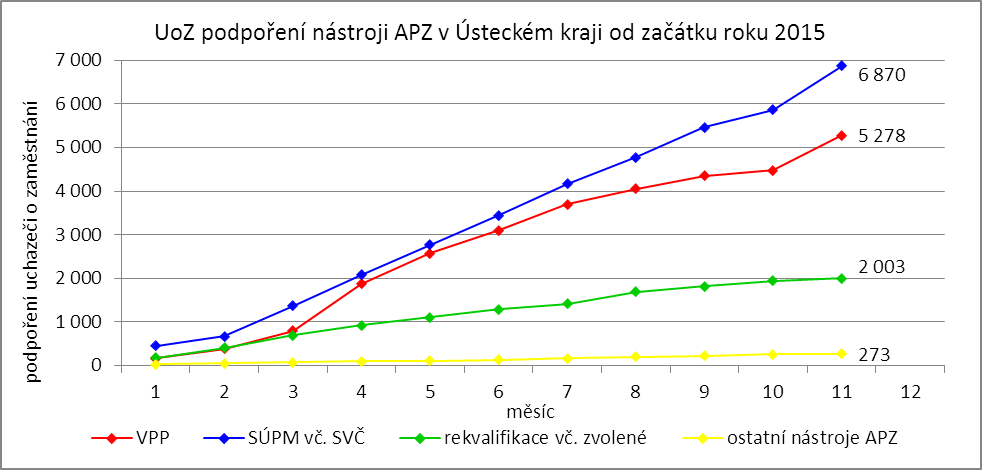 UoZ podpoření nástroji APZ v Ústeckém kraji od začátku roku 2015
podpoření uchazeči o zaměstnání
7 000
6 000
5 000
4 000
3 000
2 000
1 000
0
6 870
5 278
2 003
273
1 2 3 4 5 6 7 8 9 10 11 12
měsíc
VPP SÚPM vč. SVČ rekvalifikace vč. zvolené ostatní nástroje APZ